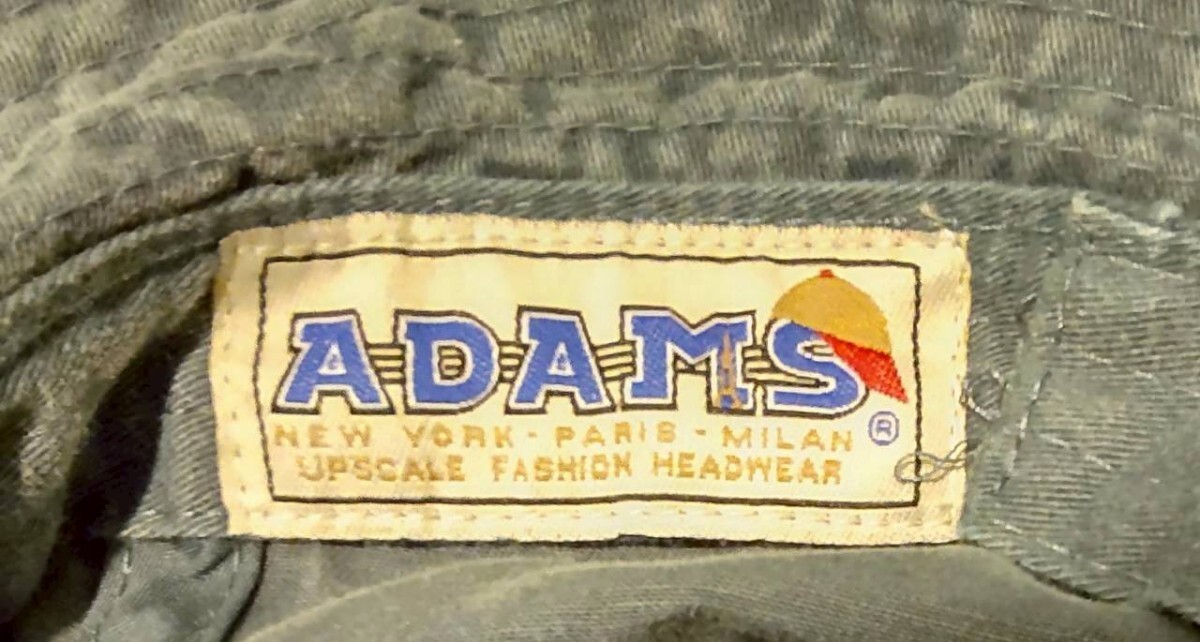 ADAMS
NEW YORK - PARIS - MILAN ®
UPSCALE FASHION HEADWEAR